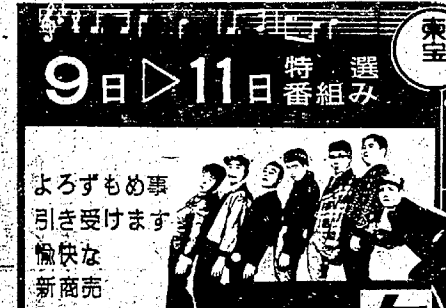 東宝
9日▷11日 特選番組み
よろずもめ事
引き受けます
愉快な
新商売